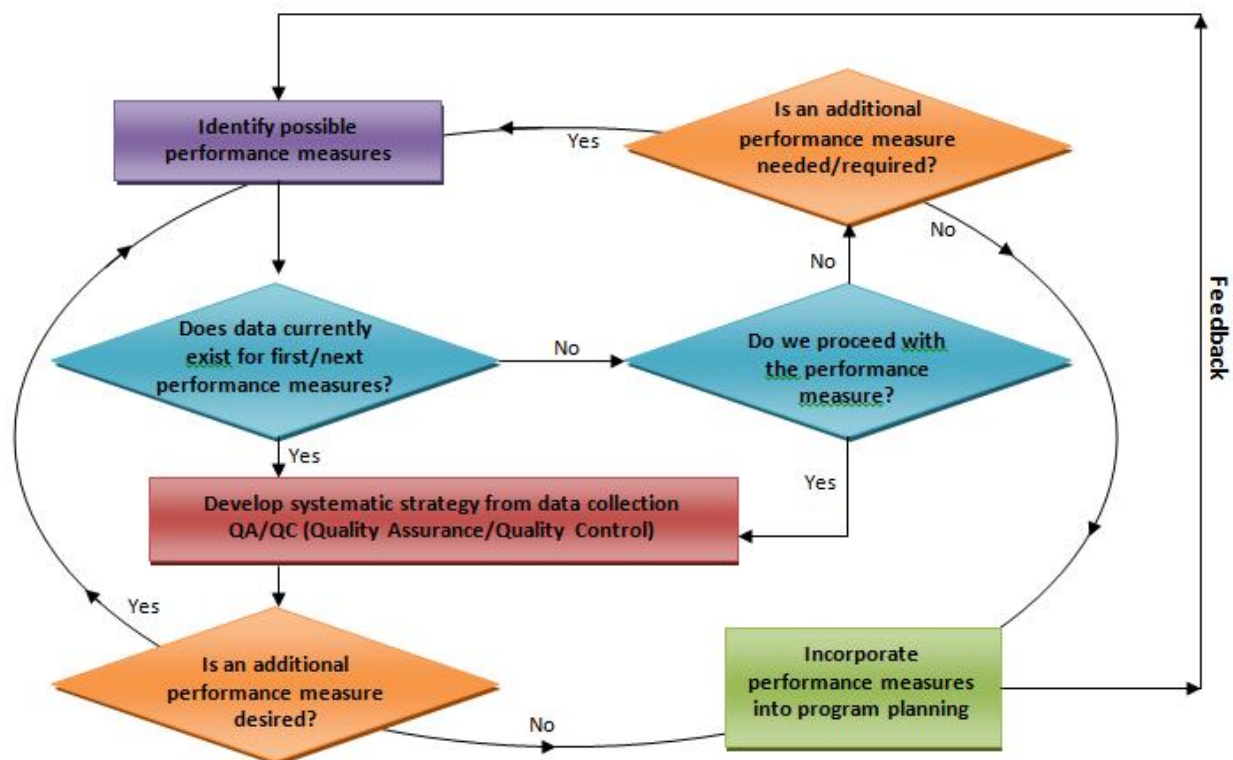 Identify possible
performance measures
Yes
Is an additional
performance measure
needed/required?
No
No
Does data currently
exist for first/next
performance measures?
No
Do we proceed with
the performance
measure?
Feedback
Yes
Yes
Develop systematic strategy from data collection
QA/QC (Quality Assurance/Quality Control)
Yes
Is an additional
performance measure
desired?
No
Incorporate
performance measures
into program planning